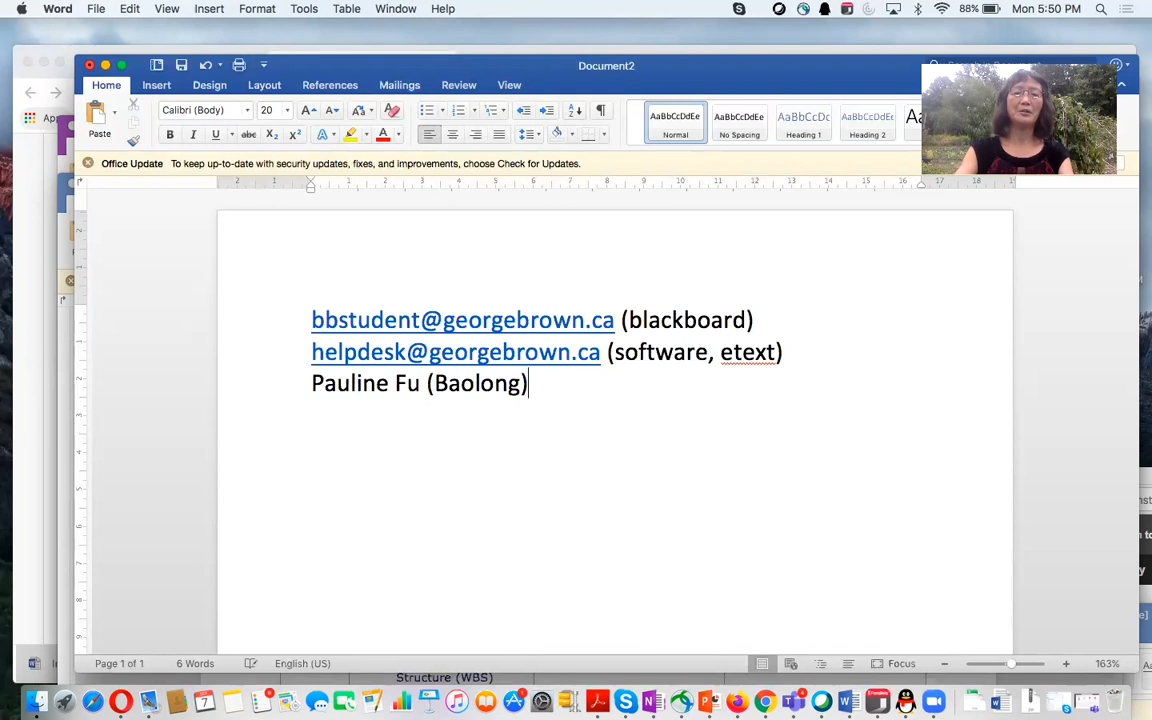 Word File Edit View Insert Format Tools Table Window Help 88% Mon 5:50 PM
Document2
Home Insert Design Layout References Mailings Review View
Paste Calibri (Body) 20 AaBbCcDdEe Normal AaBbCcDdEe No Spacing AaBbCcDc Heading 1 AaBbCcDdEe Heading 2
Office Update To keep up-to-date with security updates, fixes, and improvements, choose Check for Updates.
bbstudent@georgebrown.ca (blackboard)
helpdesk@georgebrown.ca (software, etext)
Pauline Fu (Baolong)
Page 1 of 1 6 Words English (US) Focus 163%
Structure (WBS)